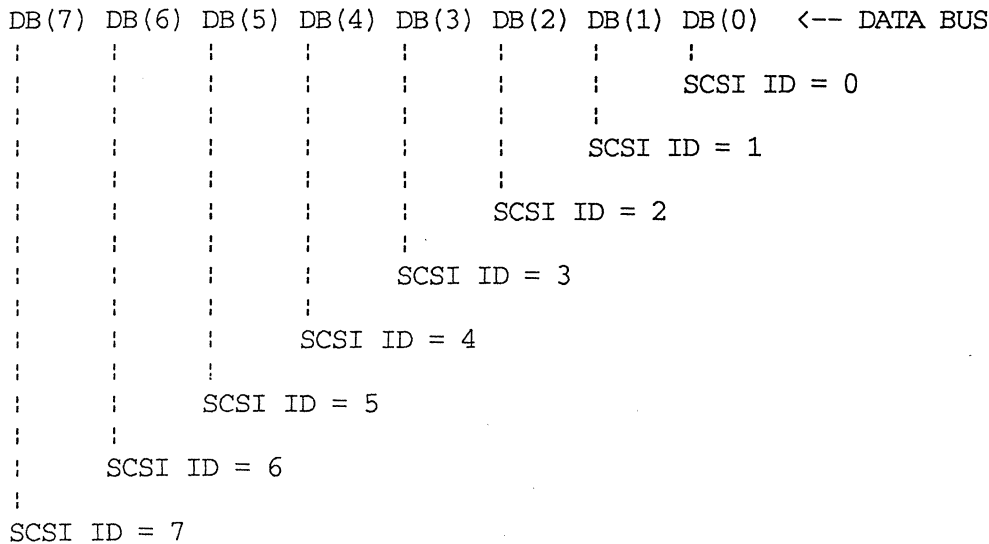 DB(7) DB(6) DB(5) DB(4) DB(3) DB(2) DB(1) DB(0) <-- DATA BUS
SCSI ID = 0
SCSI ID = 1
SCSI ID = 2
SCSI ID = 3
SCSI ID = 4
SCSI ID = 5
SCSI ID = 6
SCSI ID = 7